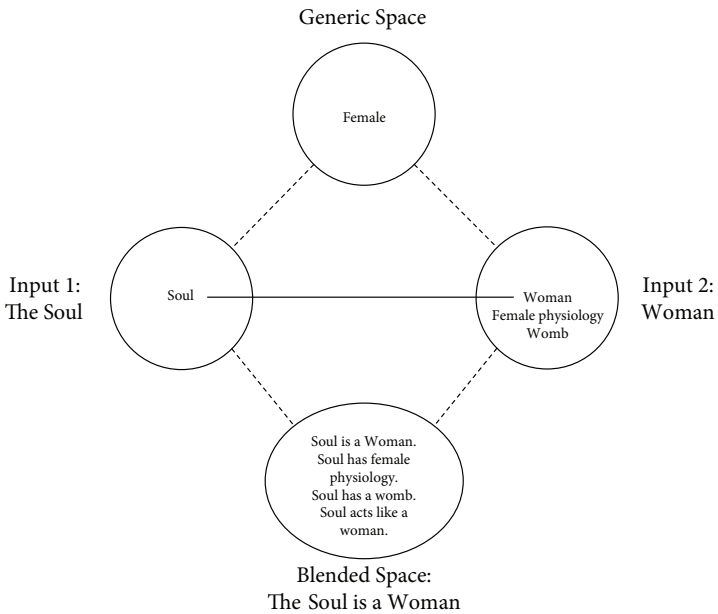 Generic Space
Female
Input 1:
The Soul
Soul
Woman
Female physiology
Womb
Input 2:
Woman
Soul is a Woman.
Soul has female
physiology.
Soul has a womb.
Soul acts like a
woman.
Blended Space:
The Soul is a Woman